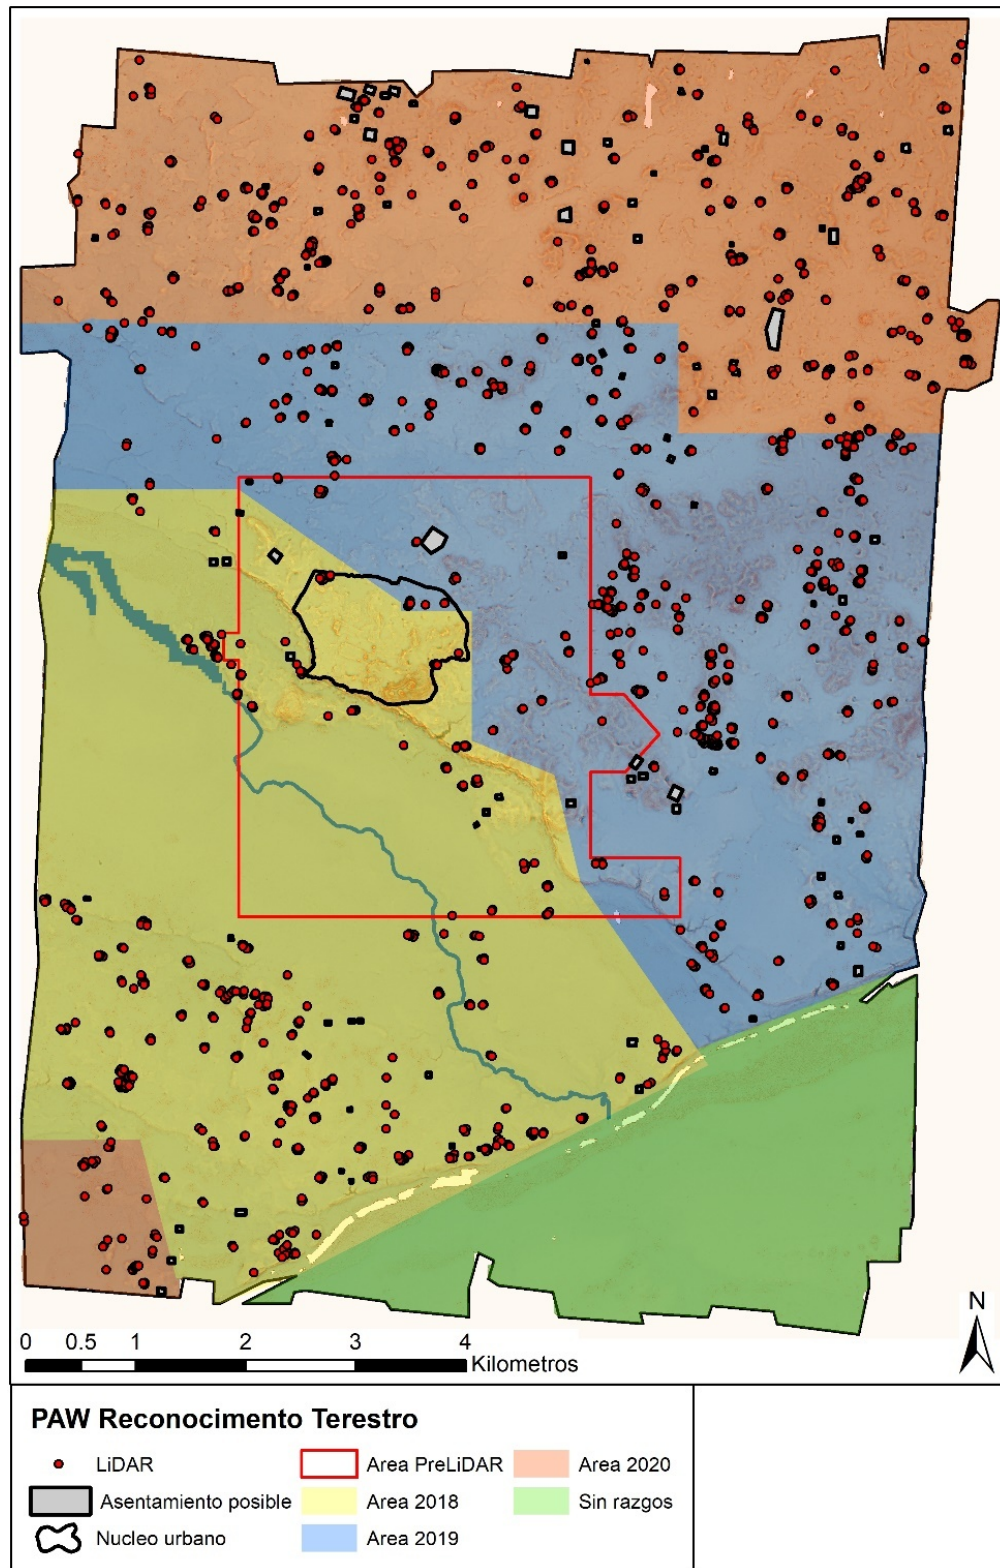 N
0 0.5 1 2 3 4
Kilometros
PAW Reconocimento Terestro
LiDAR
Asentamiento posible
Nucleo urbano
Area PreLiDAR
Area 2018
Area 2019
Area 2020
Sin razgos